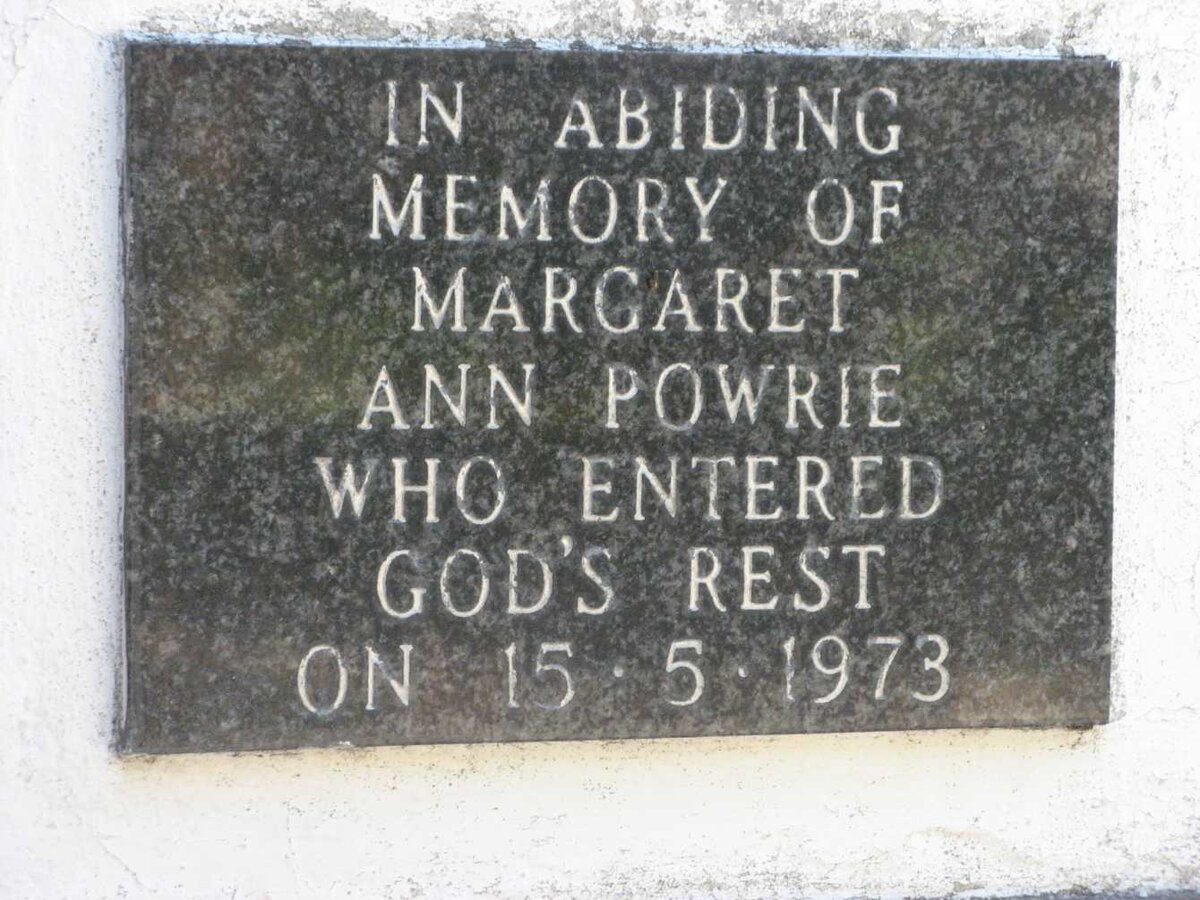 IN ABIDING
MEMORY OF
MARGARET
ANN POWRIE
WHO ENTERED
GOD'S REST
ON 15·5·1973